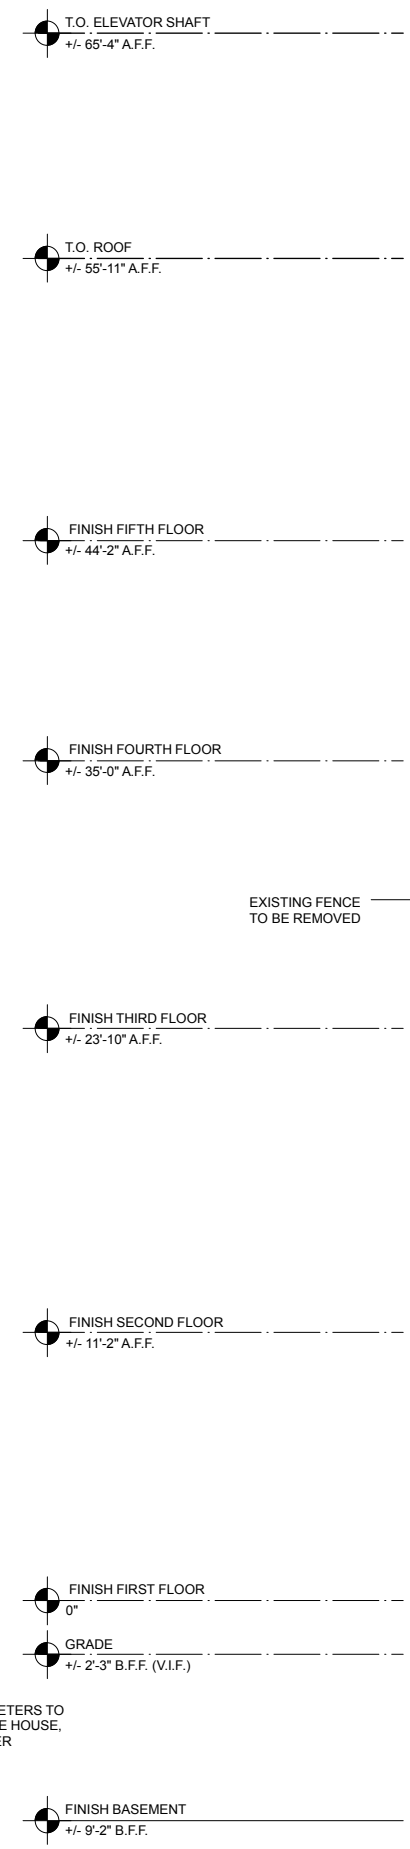 T.O. ELEVATOR SHAFT
+/- 65'-4" A.F.F.
T.O. ROOF
+/- 55'-11" A.F.F.
FINISH FIFTH FLOOR
+/- 44'-2" A.F.F.
FINISH FOURTH FLOOR
+/- 35'-0" A.F.F.
EXISTING FENCE
TO BE REMOVED
FINISH THIRD FLOOR
+/- 23'-10" A.F.F.
FINISH SECOND FLOOR
+/- 11'-2" A.F.F.
FINISH FIRST FLOOR
0"
GRADE
+/- 2'-3" B.F.F. (V.I.F.)
TO
HOUSE,
FINISH BASEMENT
+/- 9'-2" B.F.F.